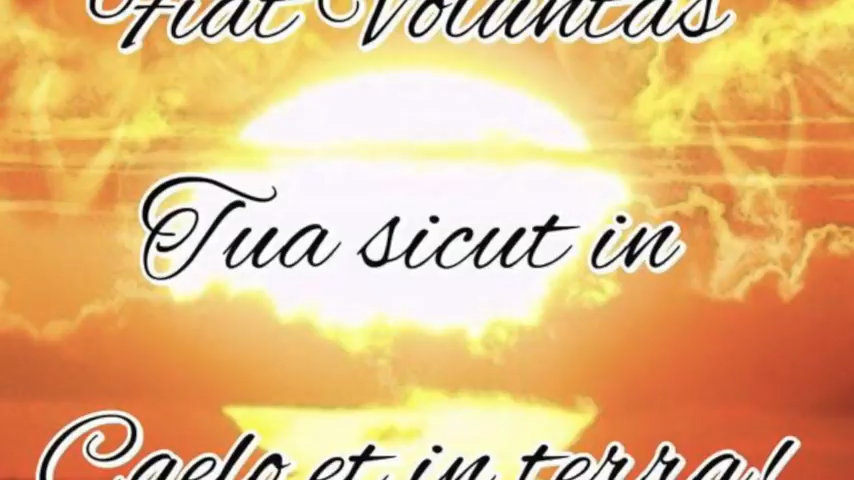 Fiat Voluntas
Tua sicut in
Caelo et in terra!